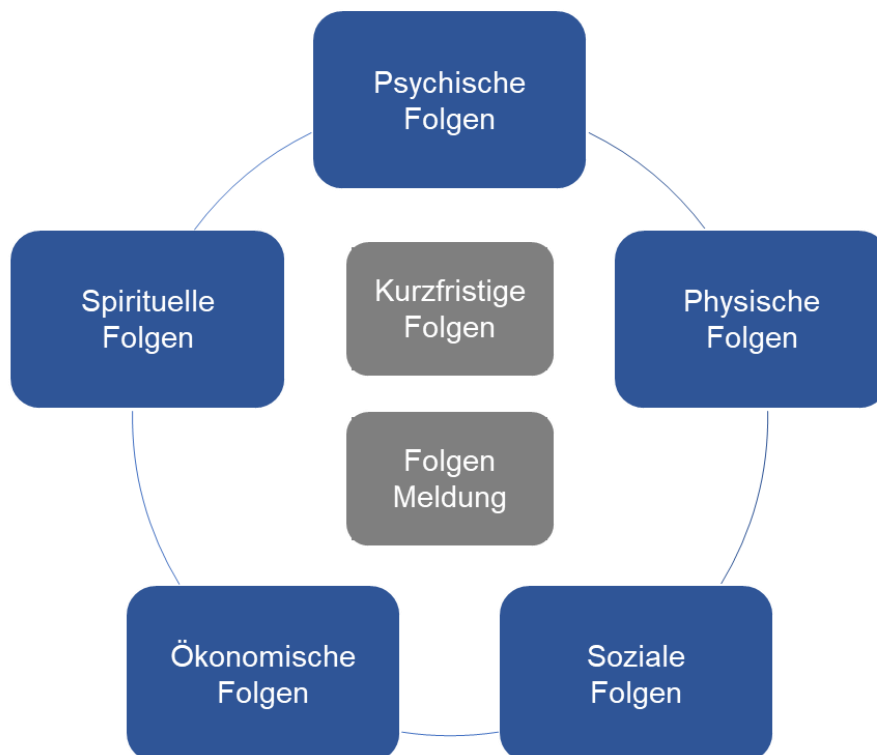 Psychische
Folgen
Spirituelle
Folgen
Kurzfristige
Folgen
Physische
Folgen
Folgen
Meldung
Ökonomische
Folgen
Soziale
Folgen